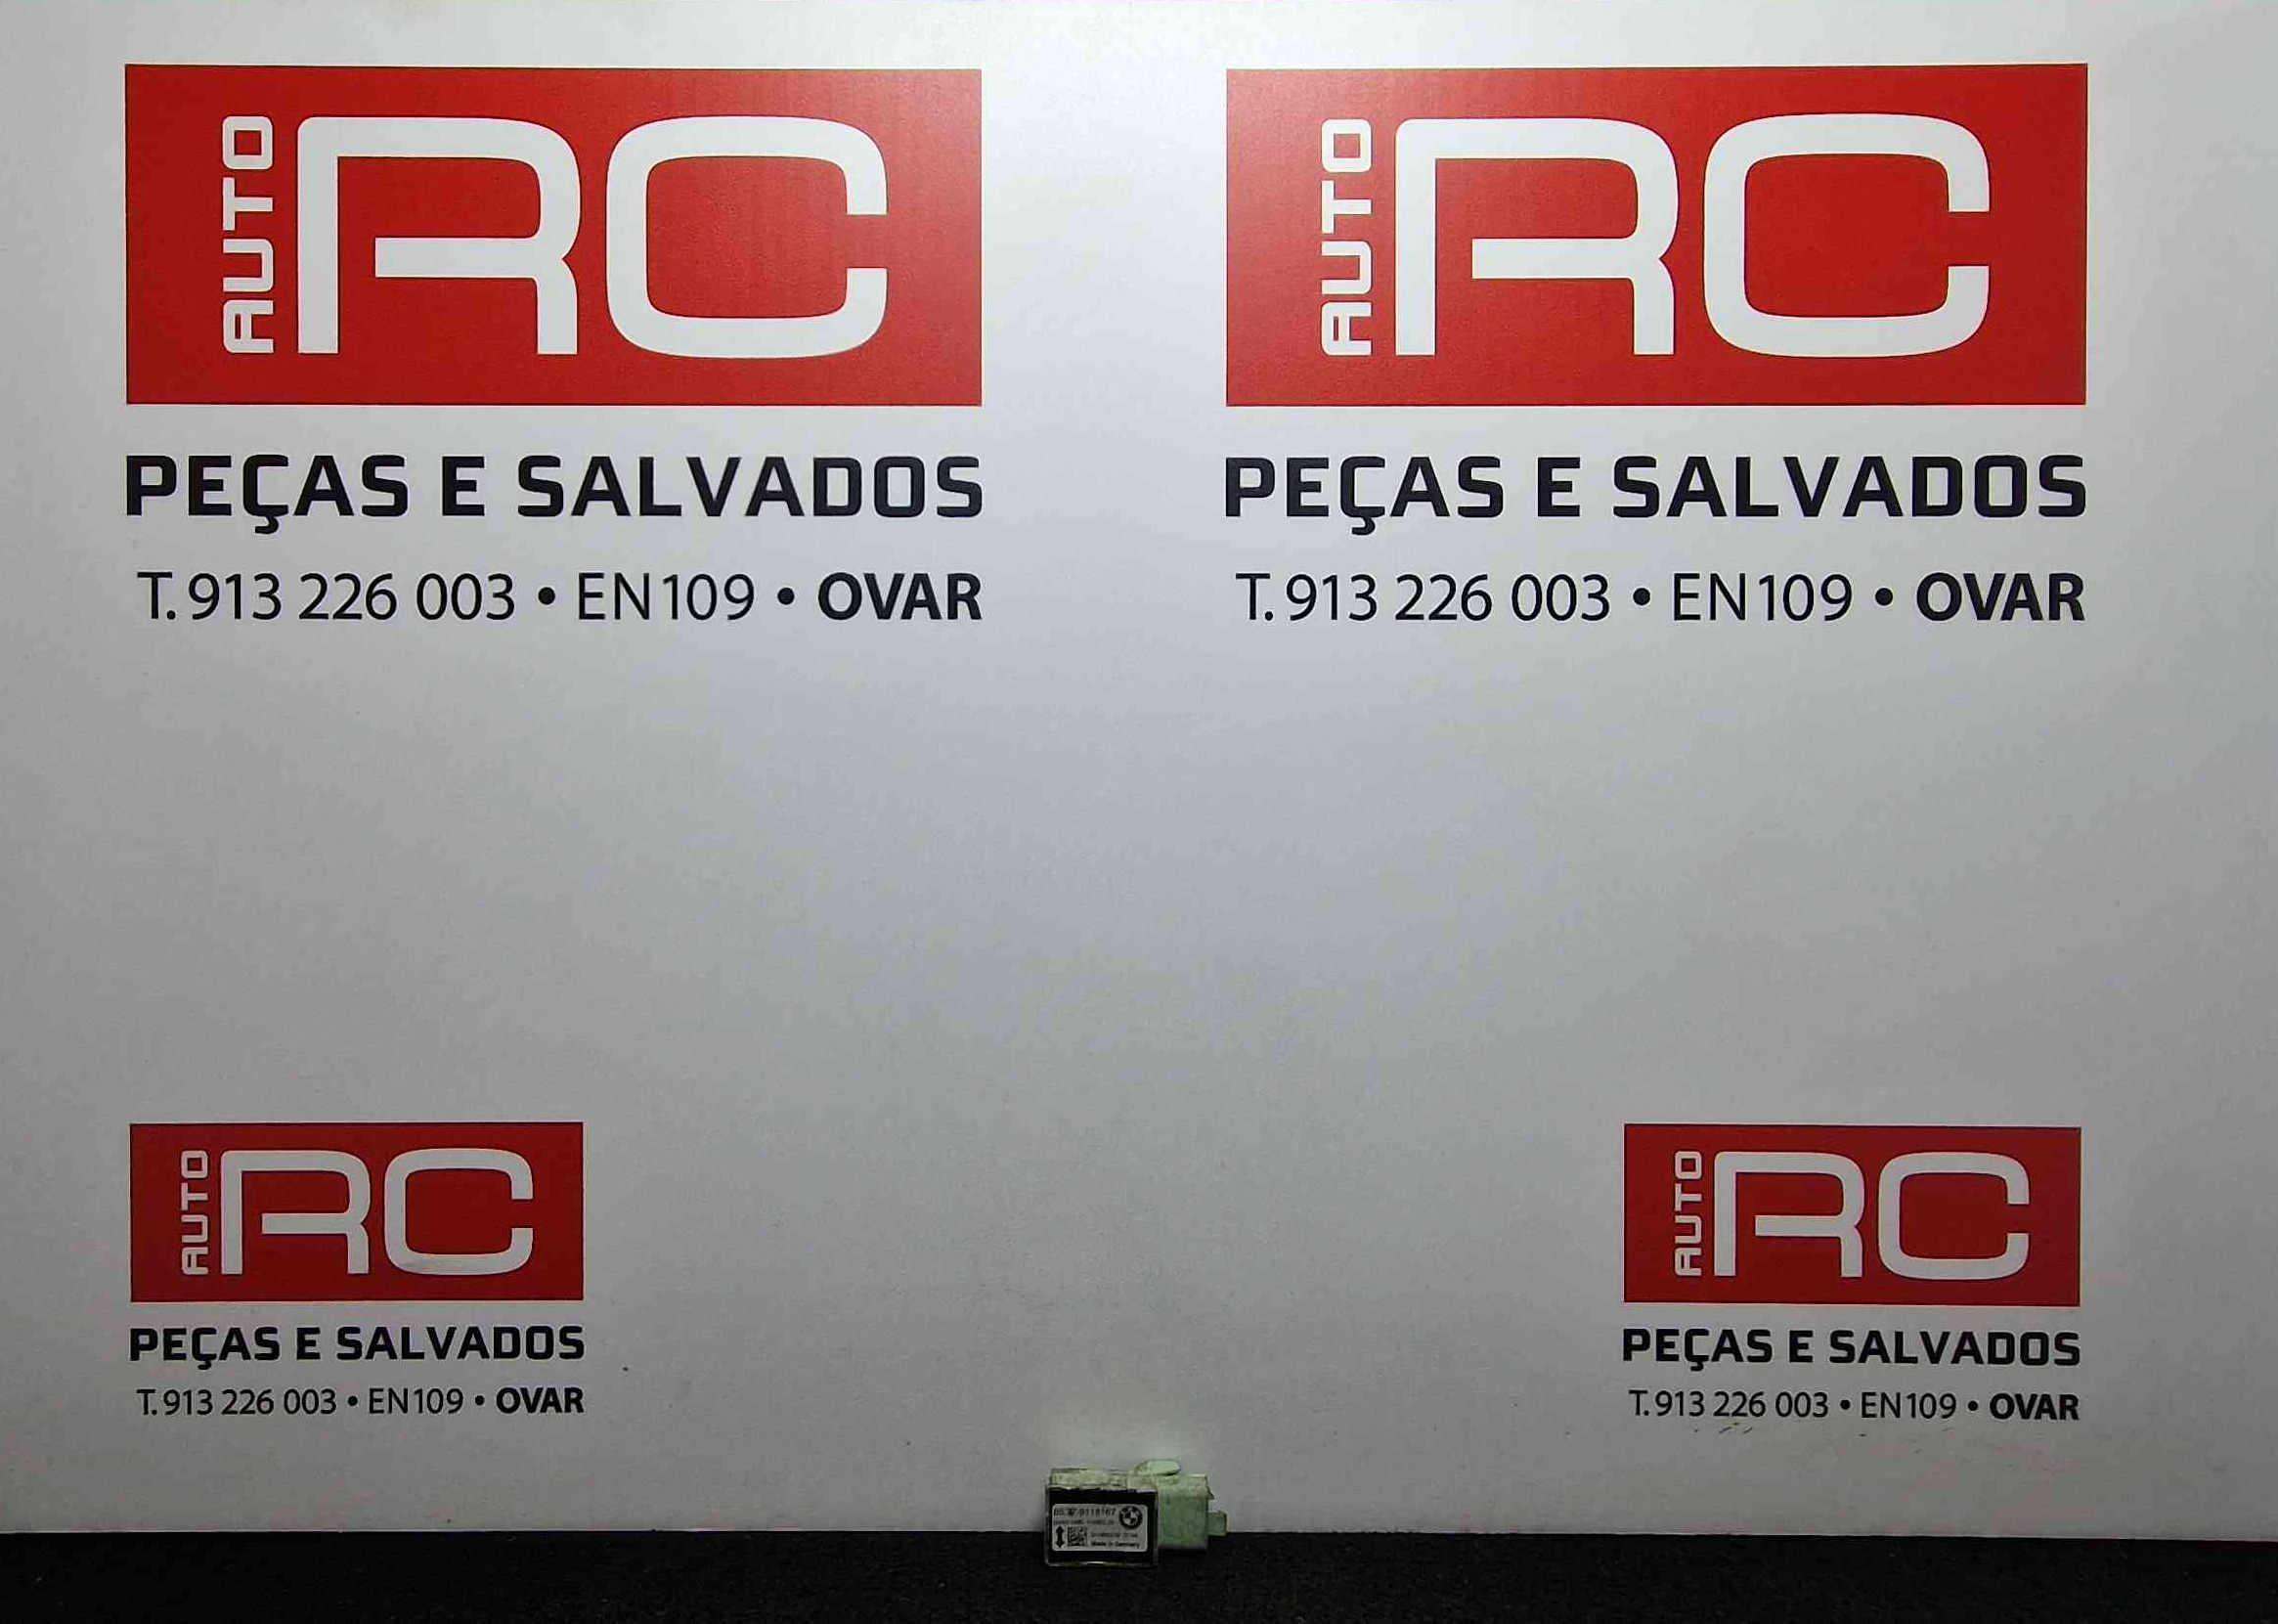 AUTO RC
PEÇAS E SALVADOS
T. 913 226 003 • EN109 • OVAR
AUTO RC
PEÇAS E SALVADOS
T. 913 226 003 • EN109 • OVAR
AUTO RC
PEÇAS E SALVADOS
T. 913 226 003 • EN109 • OVAR
AUTO RC
PEÇAS E SALVADOS
T. 913 226 003 • EN109 • OVAR
9118167
Made in Germany